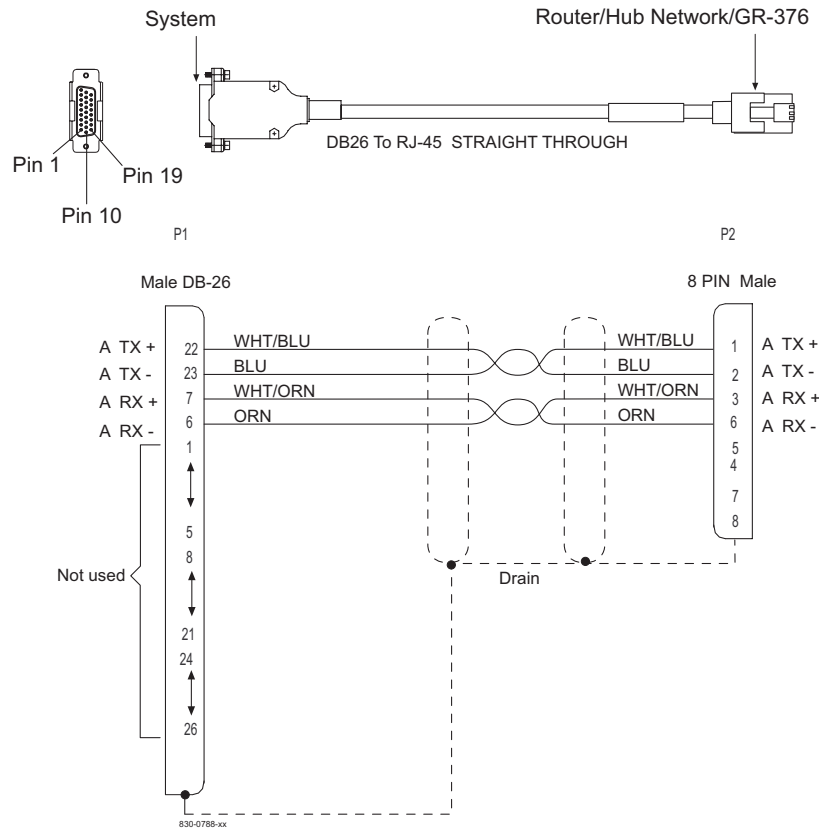 System
Router/Hub Network/GR-376
DB26 To RJ-45 STRAIGHT THROUGH
Pin 1
Pin 19
Pin 10
P1
P2
Male DB-26
8 PIN Male
A TX + 22 WHT/BLU WHT/BLU 1 A TX +
A TX - 23 BLU BLU 2 A TX -
A RX + 7 WHT/ORN WHT/ORN 3 A RX +
A RX - 6 ORN ORN 6 A RX -
1 5
4
7
5 8
8
Not used
Drain
21
24
26
830-0788-xx